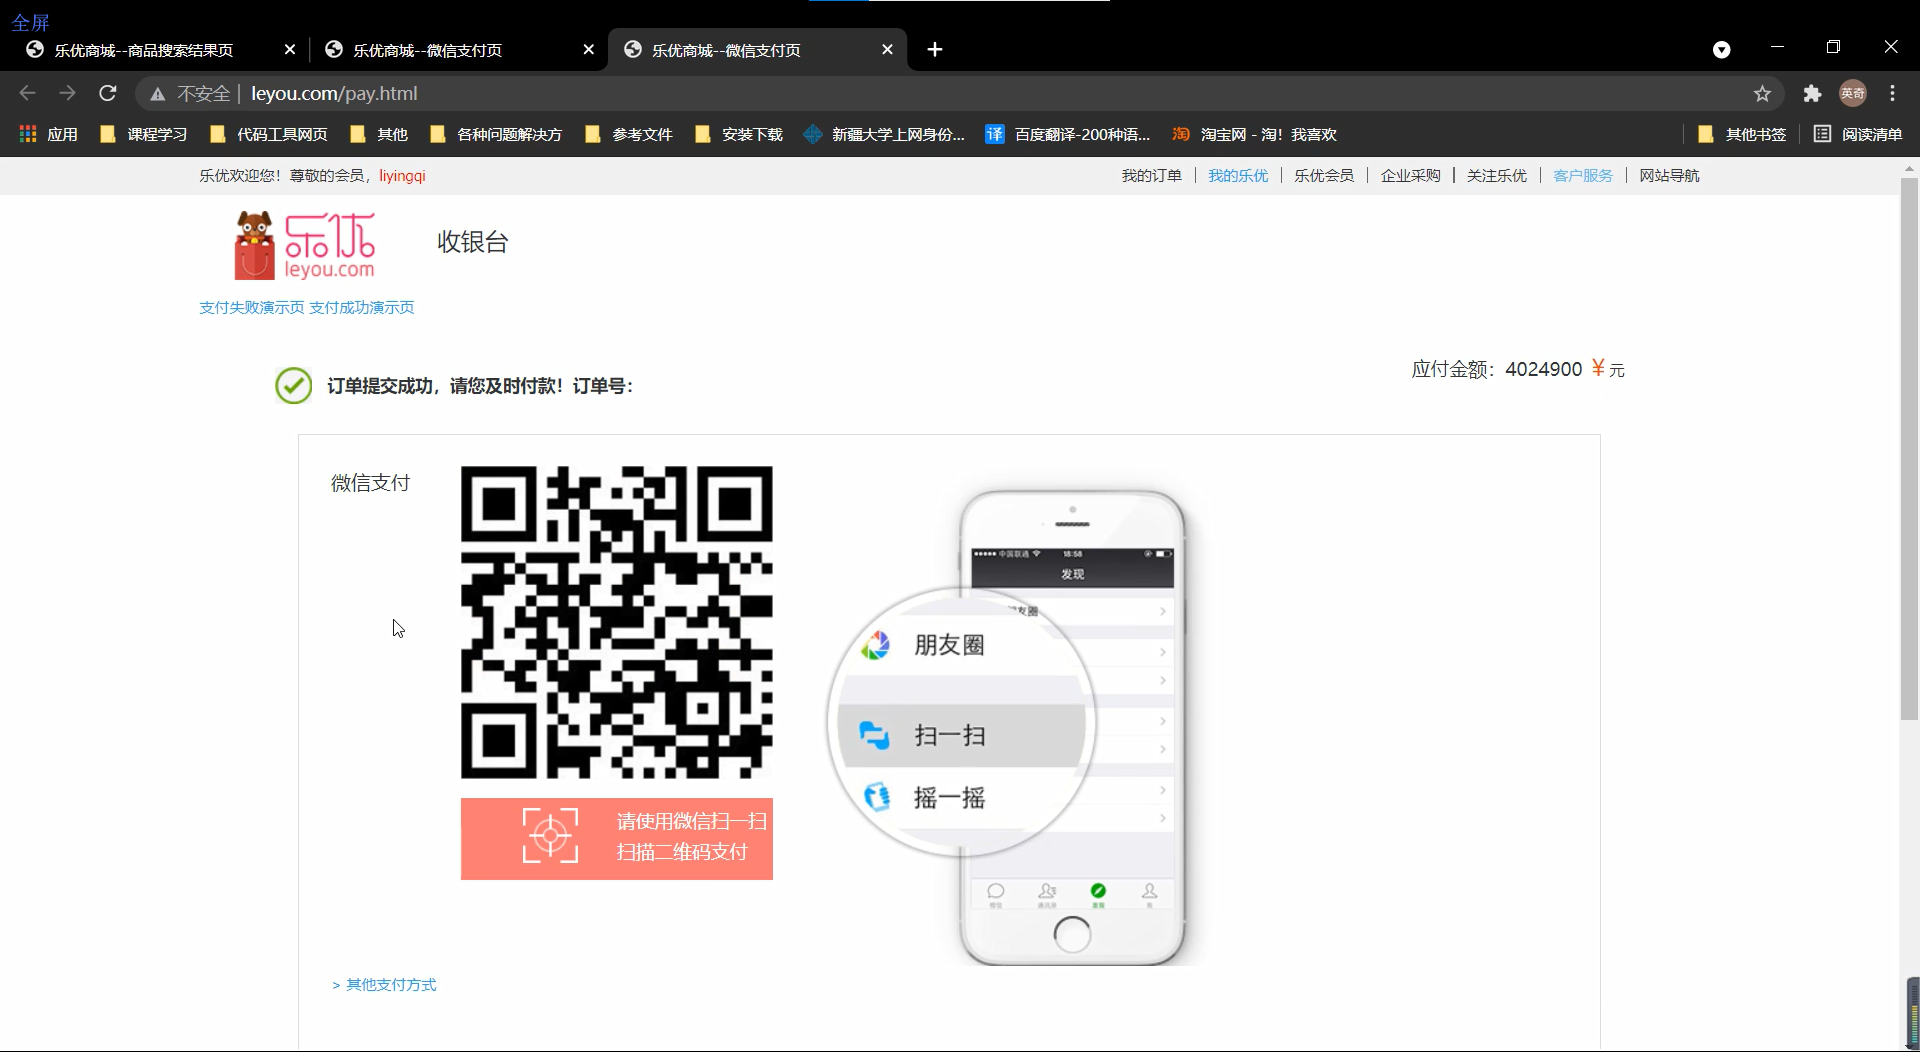 全屏
乐优商城--商品搜索结果页
乐优商城--微信支付页
乐优商城--微信支付页
不安全 | leyou.com/pay.html
英奇
应用 课程学习 代码工具网页 其他 各种问题解决方 参考文件 安装下载 新疆大学上网身份... 译 百度翻译-200种语... 淘 淘宝网 - 淘！我喜欢 其他书签 阅读清单
乐优欢迎您！尊敬的会员，liyingqi
我的订单 | 我的乐优 | 乐优会员 | 企业采购 | 关注乐优 | 客户服务 | 网站导航
乐优
leyou.com
收银台
支付失败演示页 支付成功演示页
应付金额：4024900 ￥元
订单提交成功，请您及时付款！订单号：
微信支付
中国联通 18:58
发现
朋友圈
扫一扫
摇一摇
请使用微信扫一扫
扫描二维码支付
> 其他支付方式